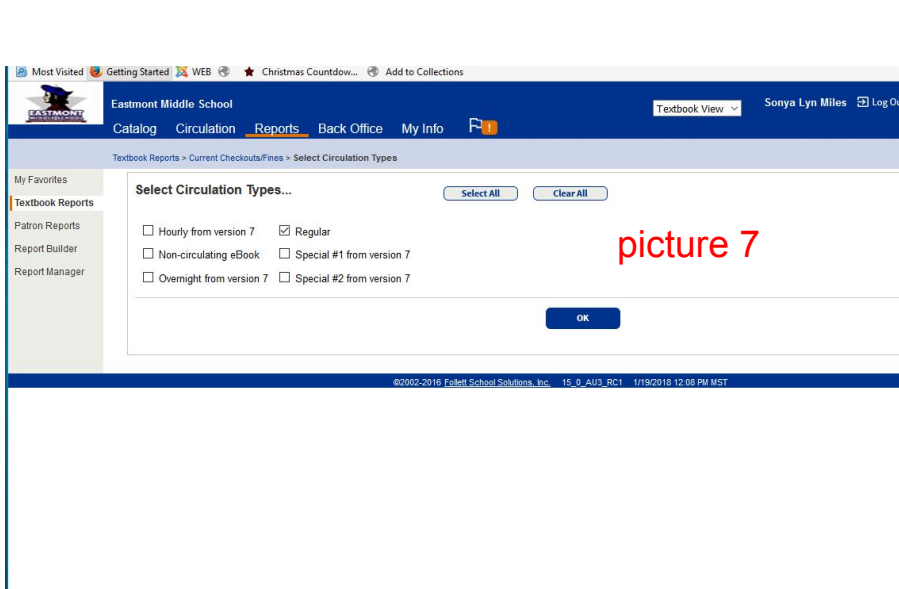 Most Visited Getting Started WEB Christmas Countdow... Add to Collections
EASTMONT
Eastmont Middle School
Textbook View
Sonya Lyn Miles Log Ou
Catalog Circulation Reports Back Office My Info !
Textbook Reports > Current Checkouts/Fines > Select Circulation Types
My Favorites
Textbook Reports
Patron Reports
Report Builder
Report Manager
Select Circulation Types...
Select All Clear All
Hourly from version 7 Regular
Non-circulating eBook Special #1 from version 7
Overnight from version 7 Special #2 from version 7
picture 7
OK
©2002-2016 Follett School Solutions, Inc. 15_0_AU3_RC1 1/19/2018 12:08 PM MST